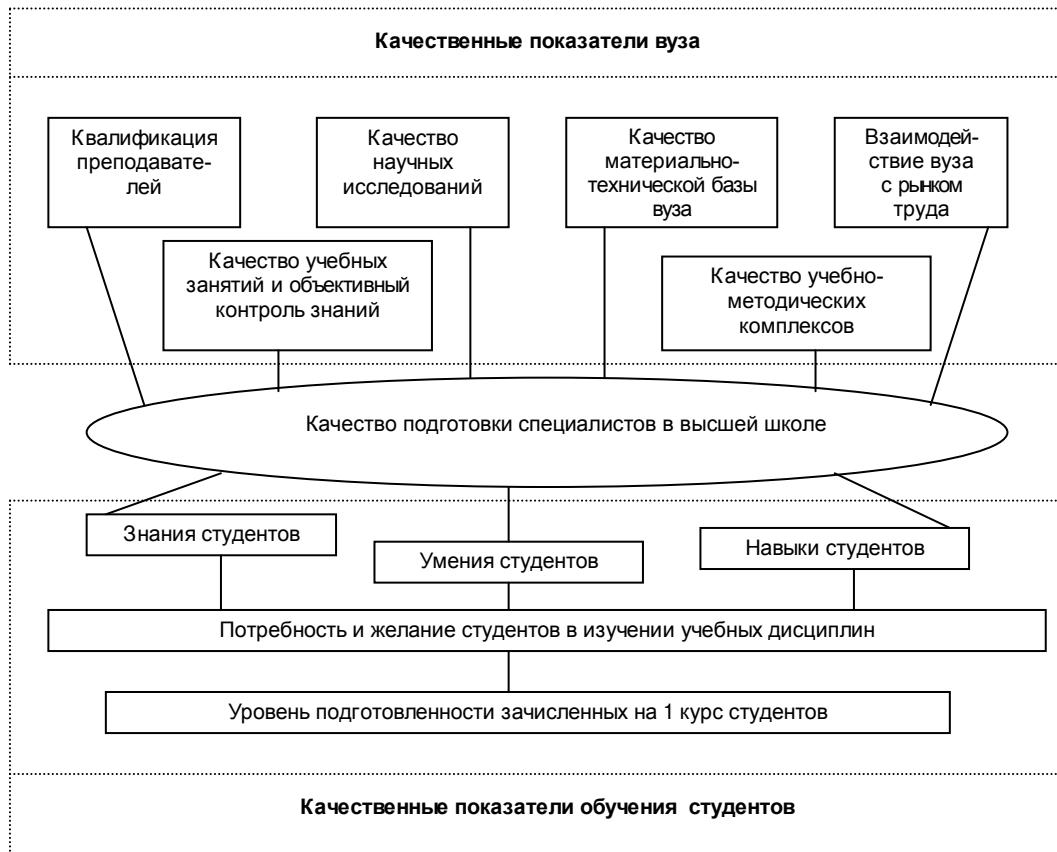 Качественные показатели вуза
Квалификация
преподавате-
лей
Качество
научных
исследований
Качество
материально-
технической базы
вуза
Взаимодей-
ствие вуза
с рынком
труда
Качество учебных
занятий и объективный
контроль знаний
Качество учебно-
методических
комплексов
Качество подготовки специалистов в высшей школе
Знания студентов
Умения студентов
Навыки студентов
Потребность и желание студентов в изучении учебных дисциплин
Уровень подготовленности зачисленных на 1 курс студентов
Качественные показатели обучения студентов